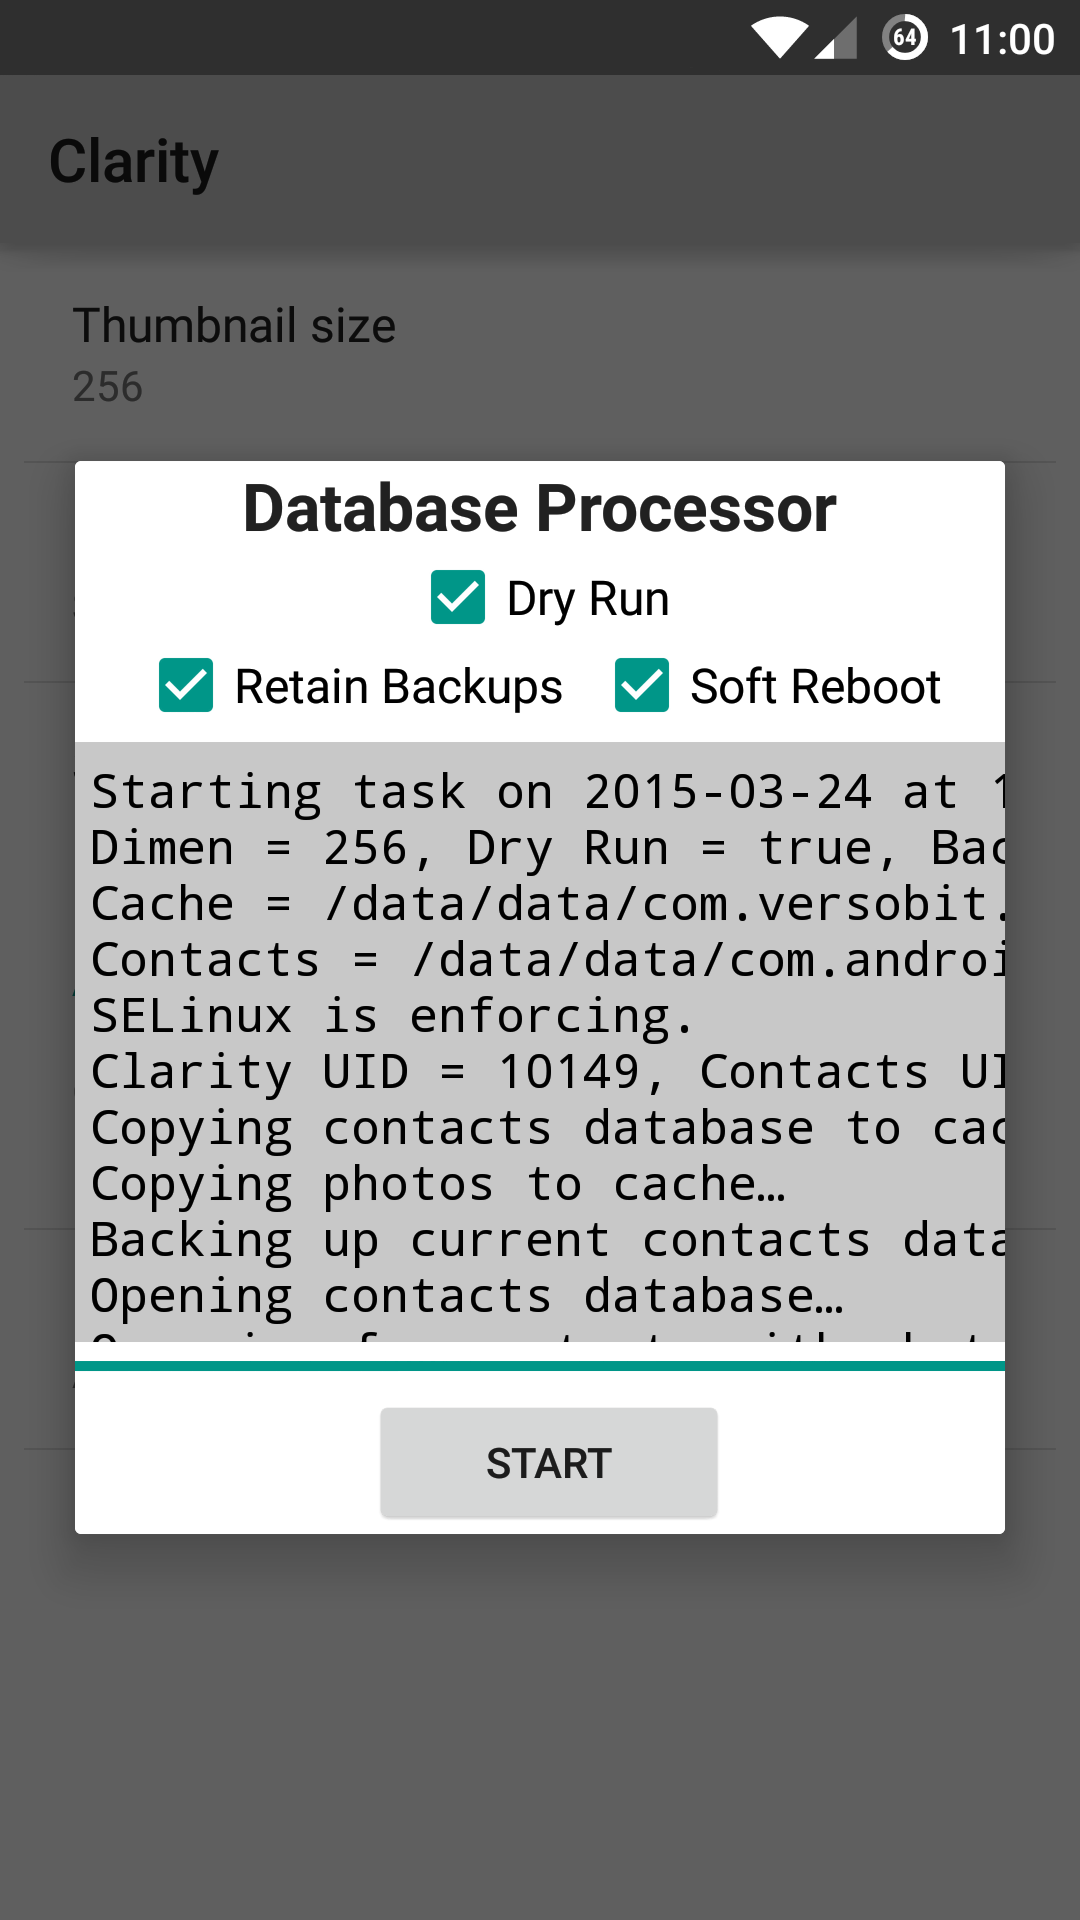 64 11:00
Clarity
Thumbnail size
256
Database Processor
Dry Run
Retain Backups Soft Reboot
Starting task on 2015-03-24 at 1
Dimen = 256, Dry Run = true, Bac
Cache = /data/data/com.versobit.
Contacts = /data/data/com.androi
SELinux is enforcing.
Clarity UID = 10149, Contacts UI
Copying contacts database to cac
Copying photos to cache…
Backing up current contacts data
Opening contacts database…
START